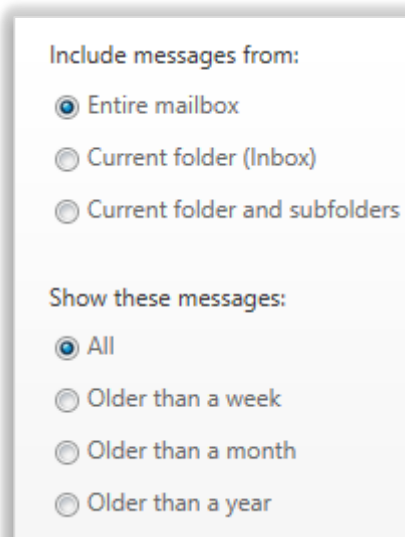 Include messages from:
Entire mailbox
Current folder (Inbox)
Current folder and subfolders
Show these messages:
All
Older than a week
Older than a month
Older than a year